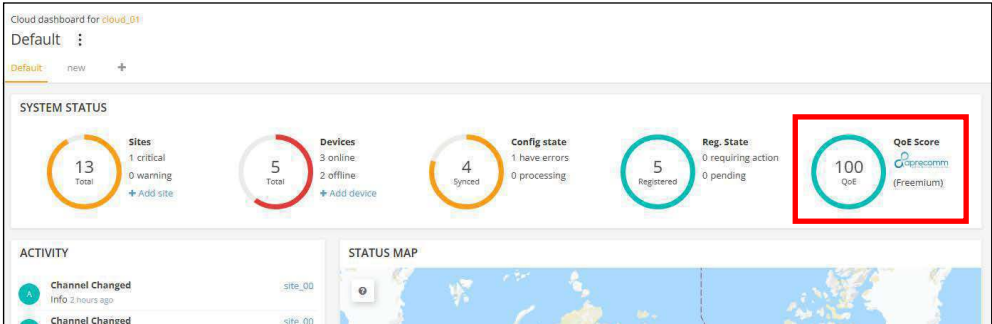 Cloud dashboard for cloud_01
Default
Default new +
SYSTEM STATUS
13
Total
Sites
1 critical
0 warning
+ Add site
5
Total
Devices
3 online
2 offline
+ Add device
4
Synced
Config state
1 have errors
0 processing
5
Registered
Reg. State
0 requiring action
0 pending
100
QoE
QoE Score
aprecomm
(Freemium)
ACTIVITY
A
Channel Changed
site_00
Info 2 hours ago
Channel Changed
site_00
STATUS MAP
?